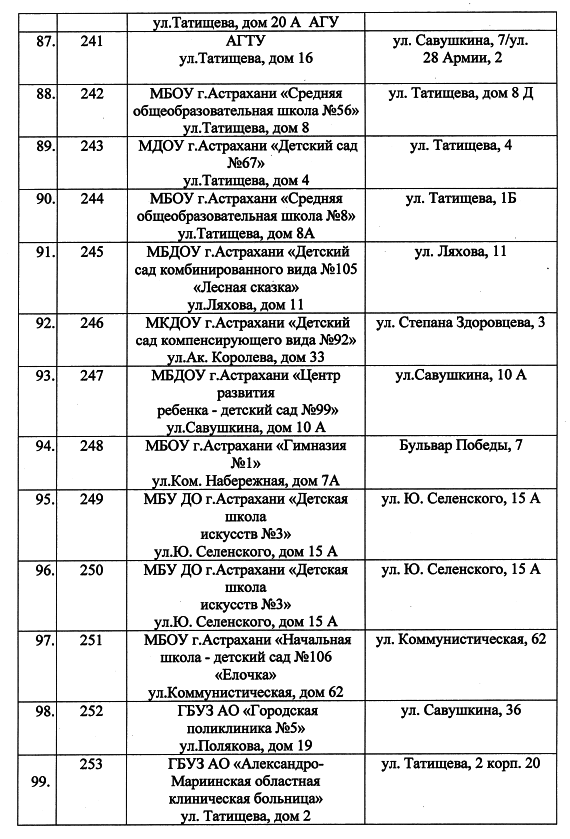 ул.Татищева, дом 20 А АГУ
87. 241 АГТУ ул. Савушкина, 7/ул.
ул.Татищева, дом 16 28 Армии, 2
88. 242 МБОУ г.Астрахани «Средняя ул. Татищева, дом 8 Д
общеобразовательная школа №56»
ул.Татищева, дом 8
89. 243 МДОУ г.Астрахани «Детский сад ул. Татищева, 4
№67»
ул.Татищева, дом 4
90. 244 МБОУ г.Астрахани «Средняя ул. Татищева, 1Б
общеобразовательная школа №8»
ул.Татищева, дом 8А
91. 245 МБДОУ г.Астрахани «Детский ул. Ляхова, 11
сад комбинированного вида №105
«Лесная сказка»
ул.Ляхова, дом 11
92. 246 МКДОУ г.Астрахани «Детский ул. Степана Здоровцева, 3
сад компенсирующего вида №92»
ул.Ак. Королева, дом 33
93. 247 МБДОУ г.Астрахани «Центр ул.Савушкина, 10 А
развития
ребенка - детский сад №99»
ул.Савушкина, дом 10 А
94. 248 МБОУ г.Астрахани «Гимназия Бульвар Победы, 7
№1»
ул.Ком. Набережная, дом 7А
95. 249 МБУ ДО г.Астрахани «Детская ул. Ю. Селенского, 15 А
школа
искусств №3»
ул.Ю. Селенского, дом 15 А
96. 250 МБУ ДО г.Астрахани «Детская ул. Ю. Селенского, 15 А
школа
искусств №3»
ул.Ю. Селенского, дом 15 А
97. 251 МБОУ г.Астрахани «Начальная ул. Коммунистическая, 62
школа - детский сад №106
«Елочка»
ул.Коммунистическая, дом 62
98. 252 ГБУЗ АО «Городская ул. Савушкина, 36
поликлиника №5»
ул.Полякова, дом 19
99. 253 ГБУЗ АО «Александро- ул. Татищева, 2 корп. 20
Мариинская областная
клиническая больница»
ул. Татищева, дом 2